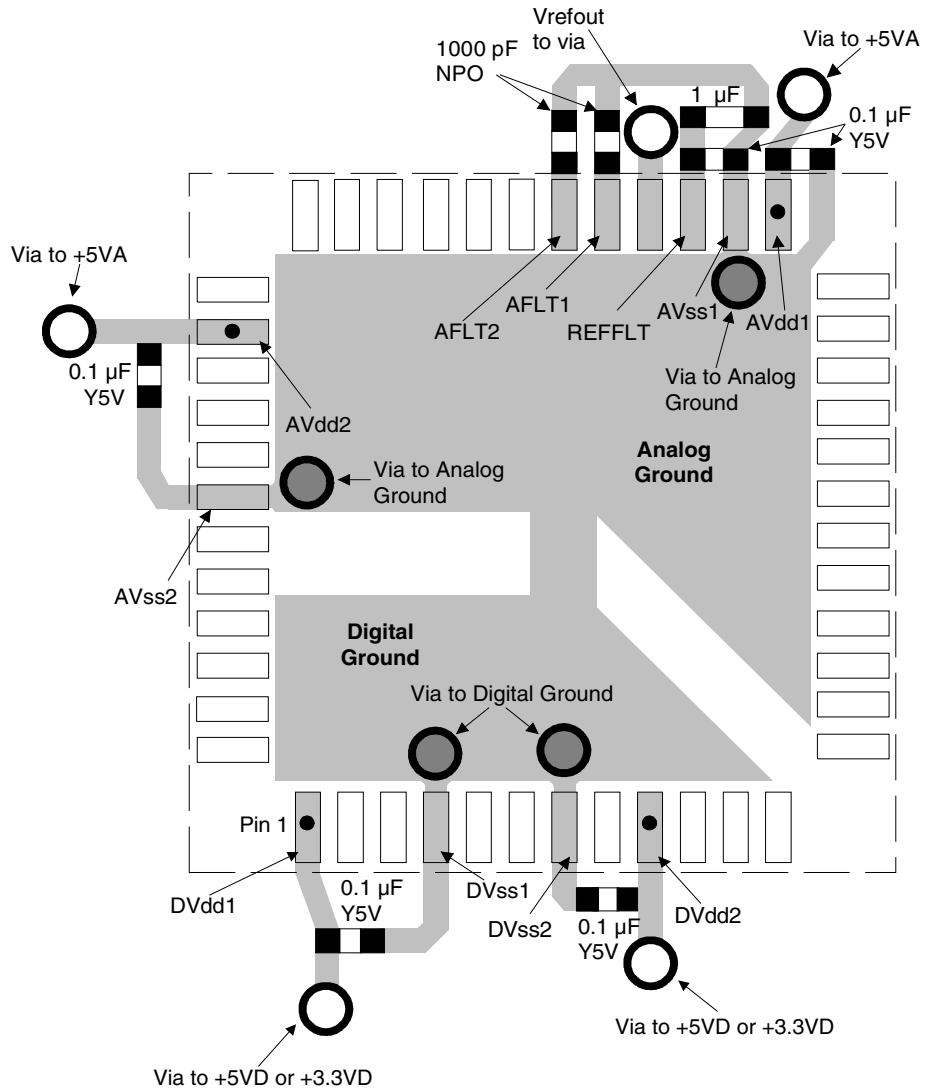 Vrefout
to via
Via to +5VA
1000 pF
NPO
1 µF
0.1 µF
Y5V
Via to +5VA
AFLT2
AFLT1
REFFLT
AVss1
AVdd1
0.1 µF
Y5V
Via to Analog
Ground
AVdd2
Analog
Ground
Via to Analog
Ground
AVss2
Digital
Ground
Via to Digital Ground
Pin 1
DVdd1
0.1 µF
Y5V
DVss1
DVss2
0.1 µF
Y5V
DVdd2
Via to +5VD or +3.3VD
Via to +5VD or +3.3VD